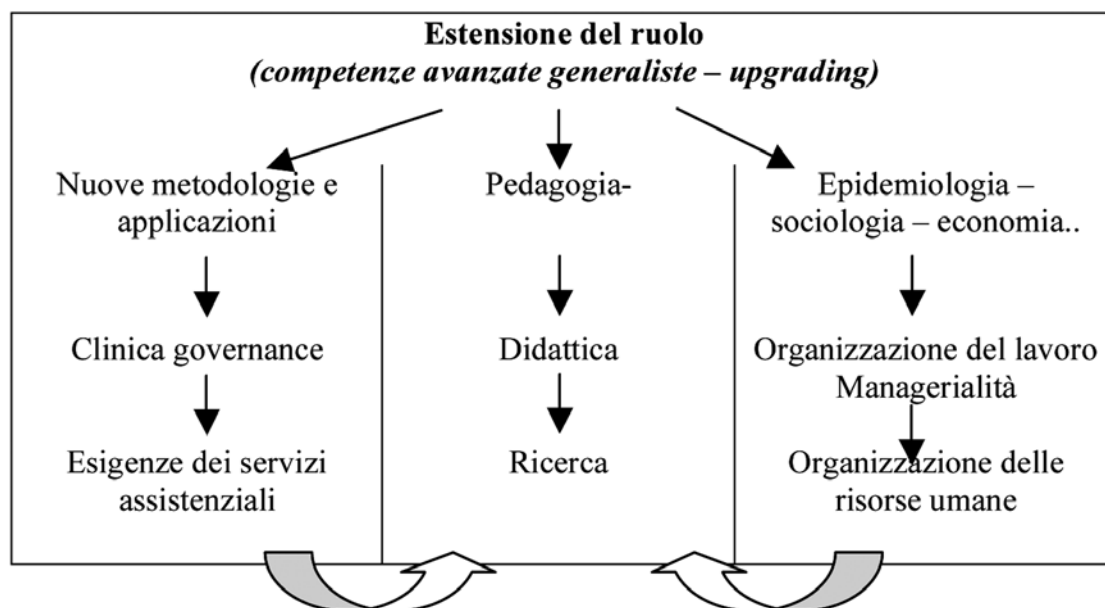 Estensione del ruolo
(competenze avanzate generaliste – upgrading)
Nuove metodologie e
applicazioni
Clinica governance
Esigenze dei servizi
assistenziali
Pedagogia-
Didattica
Ricerca
Epidemiologia –
sociologia – economia..
Organizzazione del lavoro
Managerialità
Organizzazione delle
risorse umane